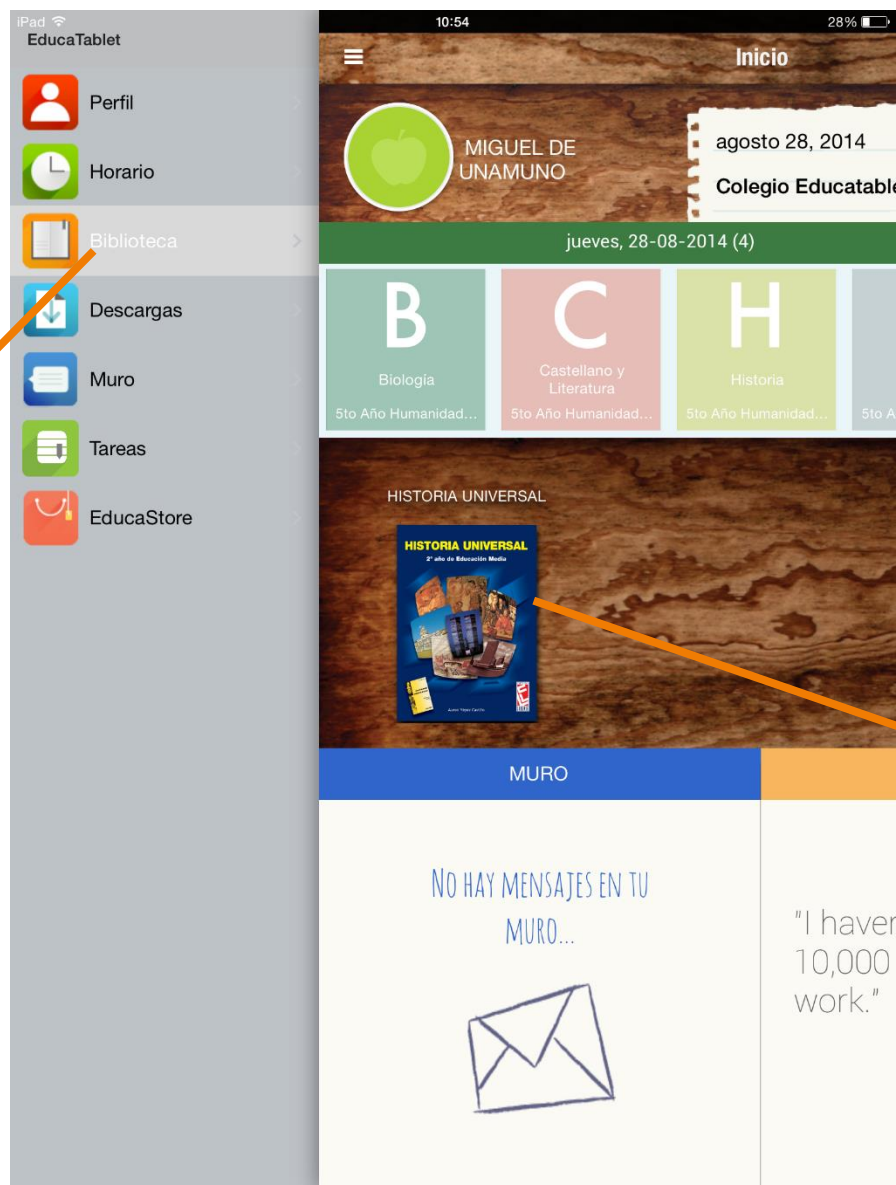 iPad
10:54
28%
EducaTablet
Perfil
Horario
Biblioteca
Descargas
Muro
Tareas
EducaStore
Inicio
MIGUEL DE
UNAMUNO
agosto 28, 2014
Colegio Educatable
jueves, 28-08-2014 (4)
B
Biología
5to Año Humanidad...
C
Castellano y
Literatura
5to Año Humanidad...
H
Historia
5to Año Humanidad...
5to A
HISTORIA UNIVERSAL
HISTORIA UNIVERSAL
2º año de Educación Media
MURO
NO HAY MENSAJES EN TU
MURO...
"I haven
10,000
work."